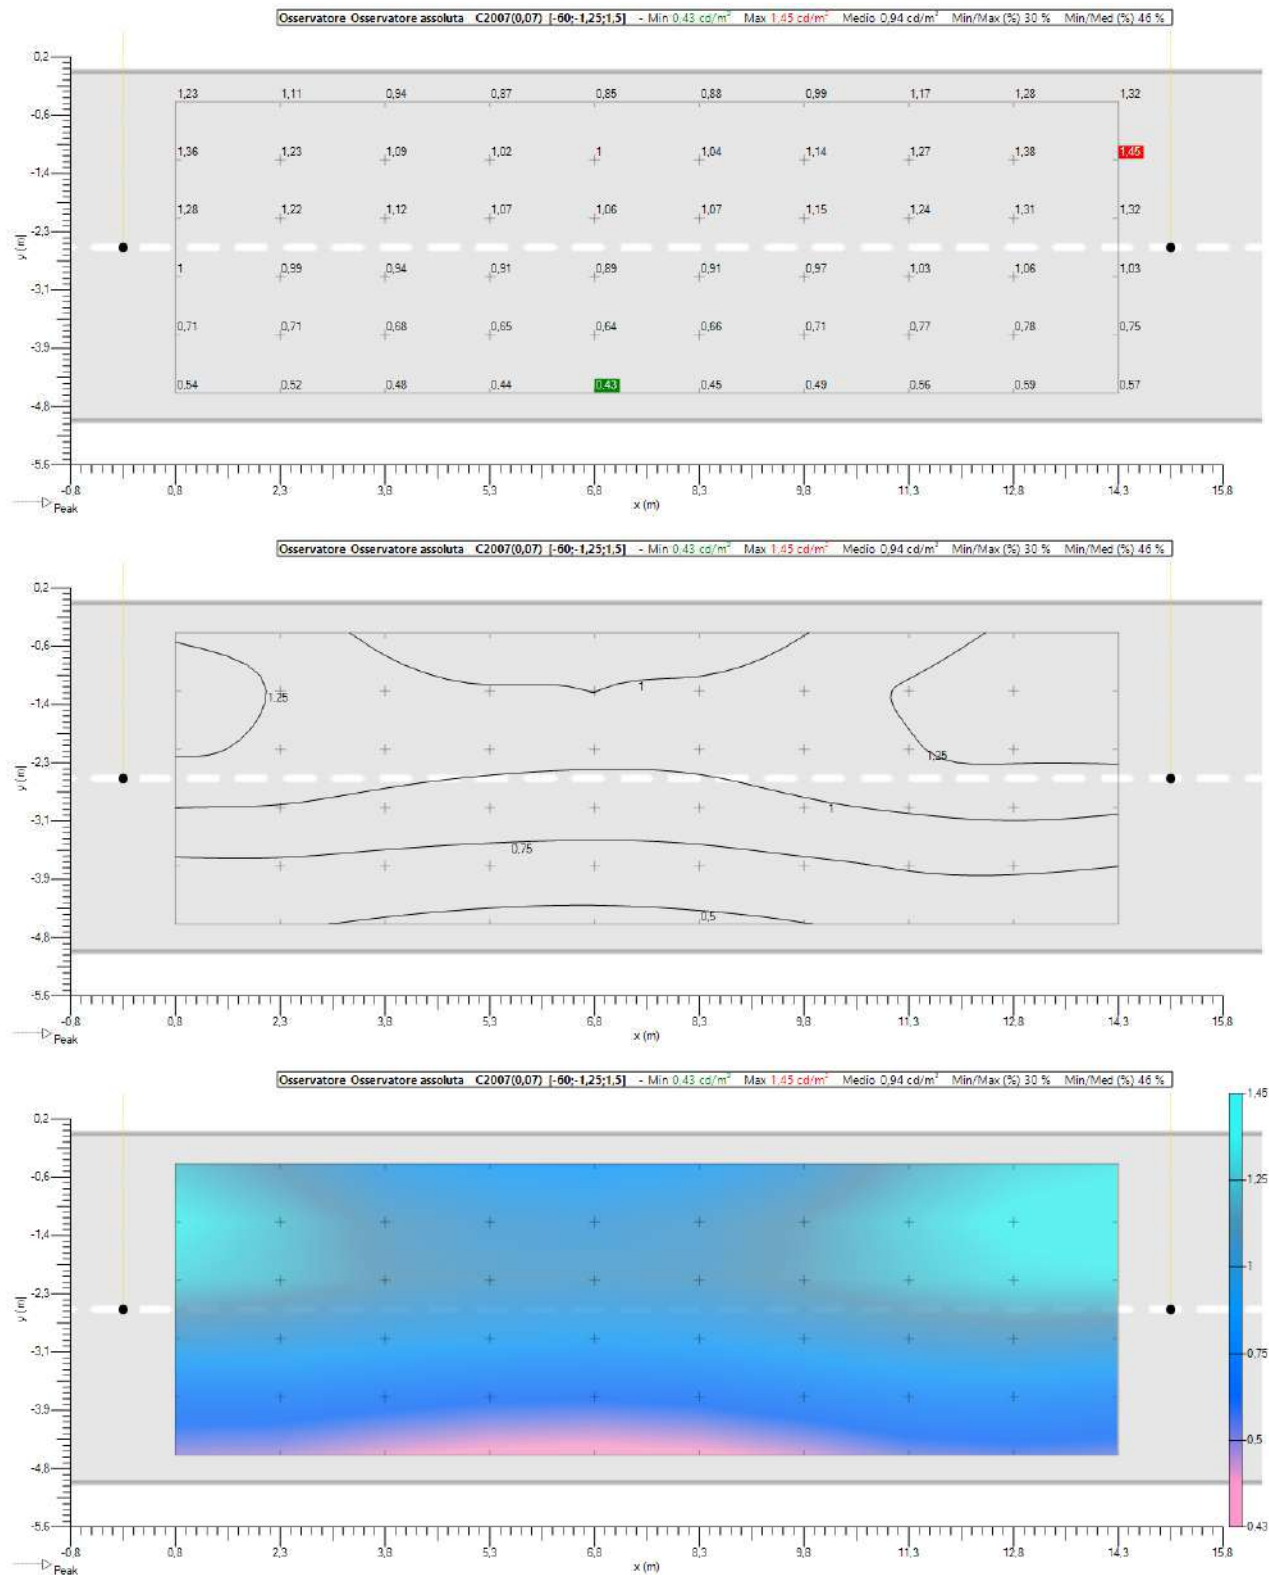 Osservatore Osservatore assoluta C2007(0,07) [-60;-1,25;1,5] - Min 0,43 cd/m² Max 1,45 cd/m² Medio 0,94 cd/m² Min/Max (%) 30 % Min/Med (%) 46 %
0,2
1,23 1,11 0,94 0,87 0,85 0,88 0,99 1,17 1,28 1,32
-0,6
1,36 1,23 1,09 1,02 1 1,04 1,14 1,27 1,38 1,45
-1,4
1,28 1,22 1,12 1,07 1,06 1,07 1,15 1,24 1,31 1,32
-2,3
y (m)
1 0,99 0,94 0,91 0,89 0,91 0,97 1,03 1,06 1,03
-3,1
0,71 0,71 0,68 0,65 0,64 0,66 0,71 0,77 0,78 0,75
-3,9
0,54 0,52 0,48 0,44 0,43 0,45 0,49 0,56 0,59 0,57
-4,8
-5,6
-0,8 0,8 2,3 3,8 5,3 6,8 8,3 9,8 11,3 12,8 14,3 15,8
Peak
x (m)
Osservatore Osservatore assoluta C2007(0,07) [-60;-1,25;1,5] - Min 0,43 cd/m² Max 1,45 cd/m² Medio 0,94 cd/m² Min/Max (%) 30 % Min/Med (%) 46 %
0,2
-0,6
1
1,25
-1,4
1,25
-2,3
y (m)
1
-3,1
0,75
-3,9
0,5
-4,8
-5,6
-0,8 0,8 2,3 3,8 5,3 6,8 8,3 9,8 11,3 12,8 14,3 15,8
Peak
x (m)
Osservatore Osservatore assoluta C2007(0,07) [-60;-1,25;1,5] - Min 0,43 cd/m² Max 1,45 cd/m² Medio 0,94 cd/m² Min/Max (%) 30 % Min/Med (%) 46 %
1,45
0,2
-0,6
1,25
-1,4
1
-2,3
y (m)
-3,1
0,75
-3,9
0,5
-4,8
0,43
-5,6
-0,8 0,8 2,3 3,8 5,3 6,8 8,3 9,8 11,3 12,8 14,3 15,8
Peak
x (m)